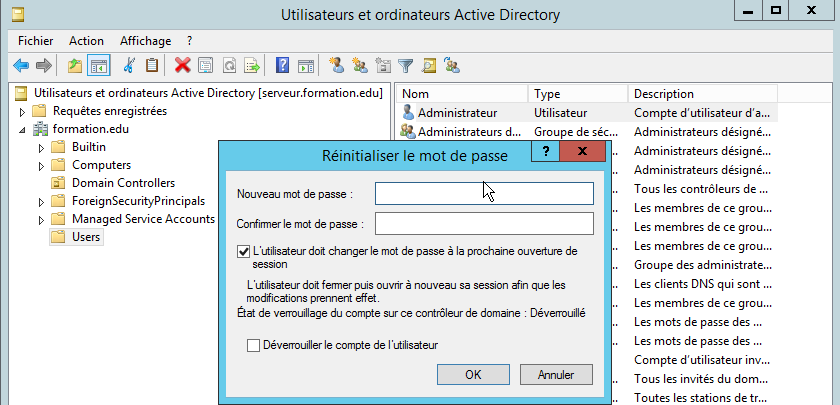 Utilisateurs et ordinateurs Active Directory
Fichier Action Affichage ?
Utilisateurs et ordinateurs Active Directory [serveur.formation.edu]
Requêtes enregistrées
formation.edu
Builtin
Computers
Domain Controllers
ForeignSecurityPrincipals
Managed Service Accounts
Users
Nom Type Description
Administrateur Utilisateur Compte d'utilisateur d'a...
Administrateurs d... Groupe de séc... Administrateurs désigné...
Administrateurs désigné...
Administrateurs désigné...
Tous les contrôleurs de ...
Les membres de ce grou...
Les membres de ce grou...
Les membres de ce grou...
Groupe des administrate...
Les clients DNS qui sont ...
Les membres de ce grou...
Les mots de passe des ...
Les mots de passe des ...
Compte d'utilisateur inv...
Tous les invités du dom...
Toutes les stations de tr...
Réinitialiser le mot de passe
?
Nouveau mot de passe :
Confirmer le mot de passe :
L'utilisateur doit changer le mot de passe à la prochaine ouverture de
session
L'utilisateur doit fermer puis ouvrir à nouveau sa session afin que les
modifications prennent effet.
État de verrouillage du compte sur ce contrôleur de domaine : Déverrouillé
Déverrouiller le compte de l'utilisateur
OK Annuler